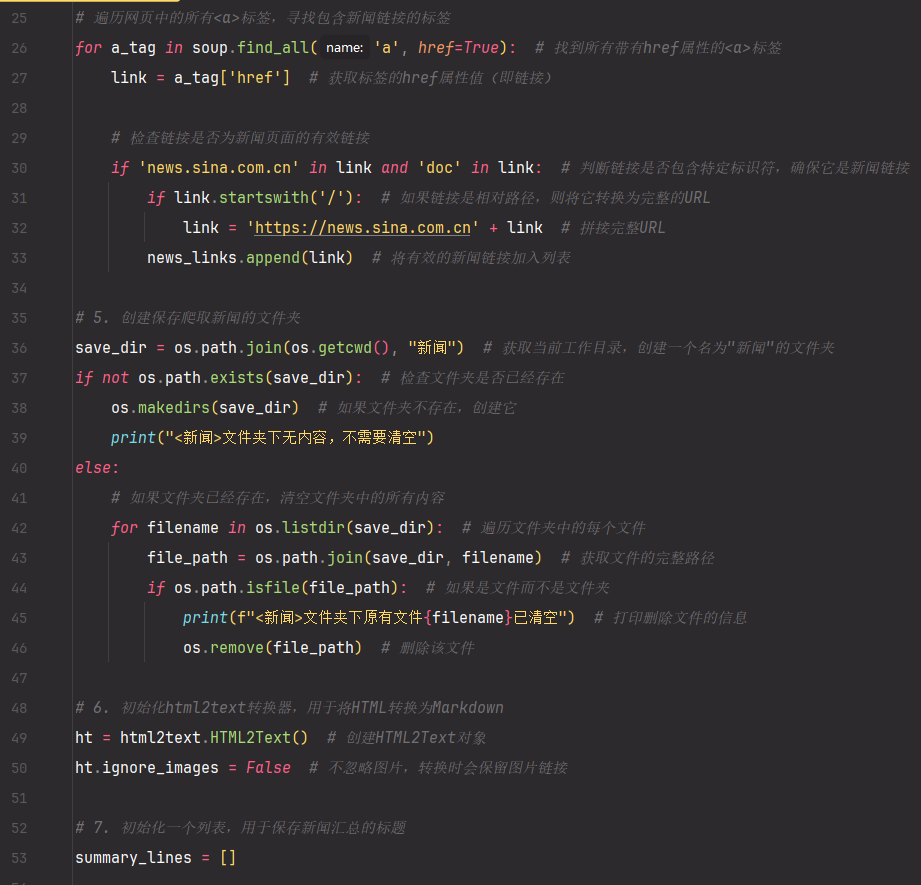 25 # 遍历网页中的所有<a>标签，寻找包含新闻链接的标签
26 for a_tag in soup.find_all( name: 'a', href=True):  # 找到所有带有href属性的<a>标签
27     link = a_tag['href']  # 获取标签的href属性值（即链接）
28
29     # 检查链接是否为新闻页面的有效链接
30     if 'news.sina.com.cn' in link and 'doc' in link:  # 判断链接是否包含特定标识符，确保它是新闻链接
31         if link.startswith('/'):  # 如果链接是相对路径，则将它转换为完整的URL
32             link = 'https://news.sina.com.cn' + link  # 拼接完整URL
33         news_links.append(link)  # 将有效的新闻链接加入列表
34
35 # 5. 创建保存爬取新闻的文件夹
36 save_dir = os.path.join(os.getcwd(), "新闻")  # 获取当前工作目录，创建一个名为"新闻"的文件夹
37 if not os.path.exists(save_dir):  # 检查文件夹是否已经存在
38     os.makedirs(save_dir)  # 如果文件夹不存在，创建它
39     print("<新闻>文件夹下无内容，不需要清空")
40 else:
41     # 如果文件夹已经存在，清空文件夹中的所有内容
42     for filename in os.listdir(save_dir):  # 遍历文件夹中的每个文件
43         file_path = os.path.join(save_dir, filename)  # 获取文件的完整路径
44         if os.path.isfile(file_path):  # 如果是文件而不是文件夹
45             print(f"<新闻>文件夹下原有文件{filename}已清空")  # 打印删除文件的信息
46             os.remove(file_path)  # 删除该文件
47
48 # 6. 初始化html2text转换器，用于将HTML转换为Markdown
49 ht = html2text.HTML2Text()  # 创建HTML2Text对象
50 ht.ignore_images = False  # 不忽略图片，转换时会保留图片链接
51
52 # 7. 初始化一个列表，用于保存新闻汇总的标题
53 summary_lines = []